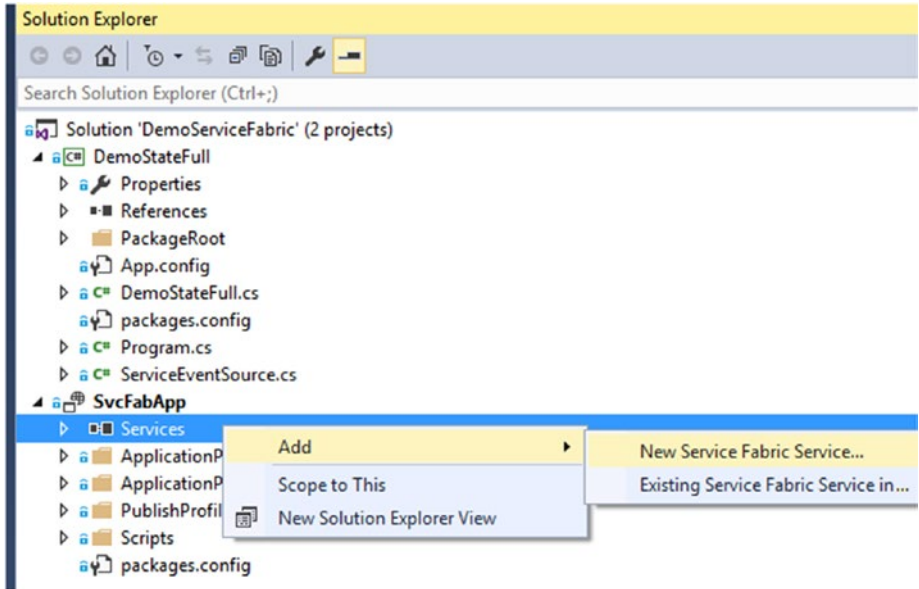 Solution Explorer
Search Solution Explorer (Ctrl+;)
Solution 'DemoServiceFabric' (2 projects)
C# DemoStateFull
Properties
References
PackageRoot
App.config
C# DemoStateFull.cs
packages.config
C# Program.cs
C# ServiceEventSource.cs
SvcFabApp
Services
Add
New Service Fabric Service...
ApplicationP
Scope to This
Existing Service Fabric Service in...
ApplicationP
New Solution Explorer View
PublishProfil
Scripts
packages.config